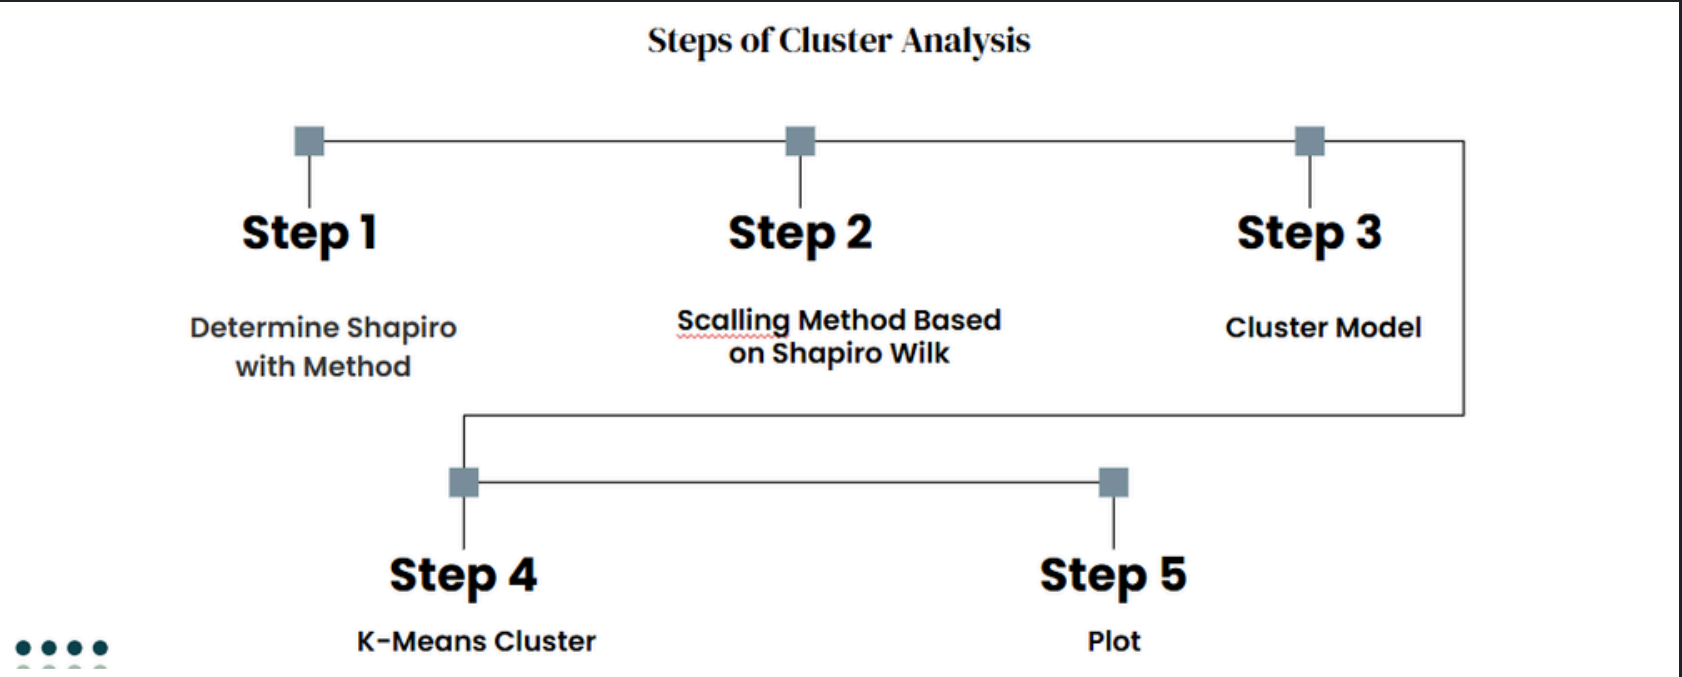 Steps of Cluster Analysis
Step 1
Determine Shapiro
with Method
Step 2
Scalling Method Based
on Shapiro Wilk
Step 3
Cluster Model
Step 4
K-Means Cluster
Step 5
Plot